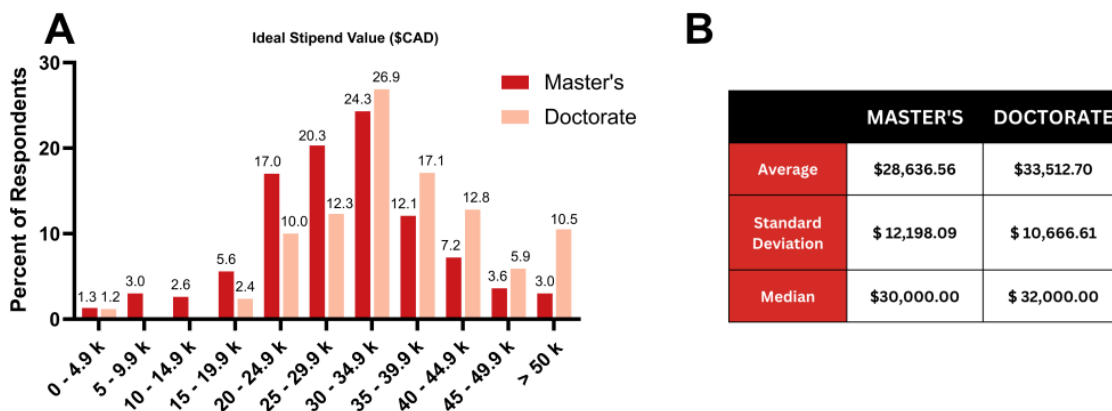 A
Ideal Stipend Value ($CAD)
Percent of Respondents
30
20
10
0
Master's
Doctorate
1.3
1.2
3.0
2.6
5.6
2.4
17.0
10.0
20.3
12.3
24.3
26.9
12.1
17.1
7.2
12.8
3.6
5.9
3.0
10.5
0 - 4.9 k
5 - 9.9 k
10 - 14.9 k
15 - 19.9 k
20 - 24.9 k
25 - 29.9 k
30 - 34.9 k
35 - 39.9 k
40 - 44.9 k
45 - 49.9 k
> 50 k
B
MASTER'S DOCTORATE
Average $28,636.56 $33,512.70
Standard
Deviation $ 12,198.09 $ 10,666.61
Median $30,000.00 $ 32,000.00